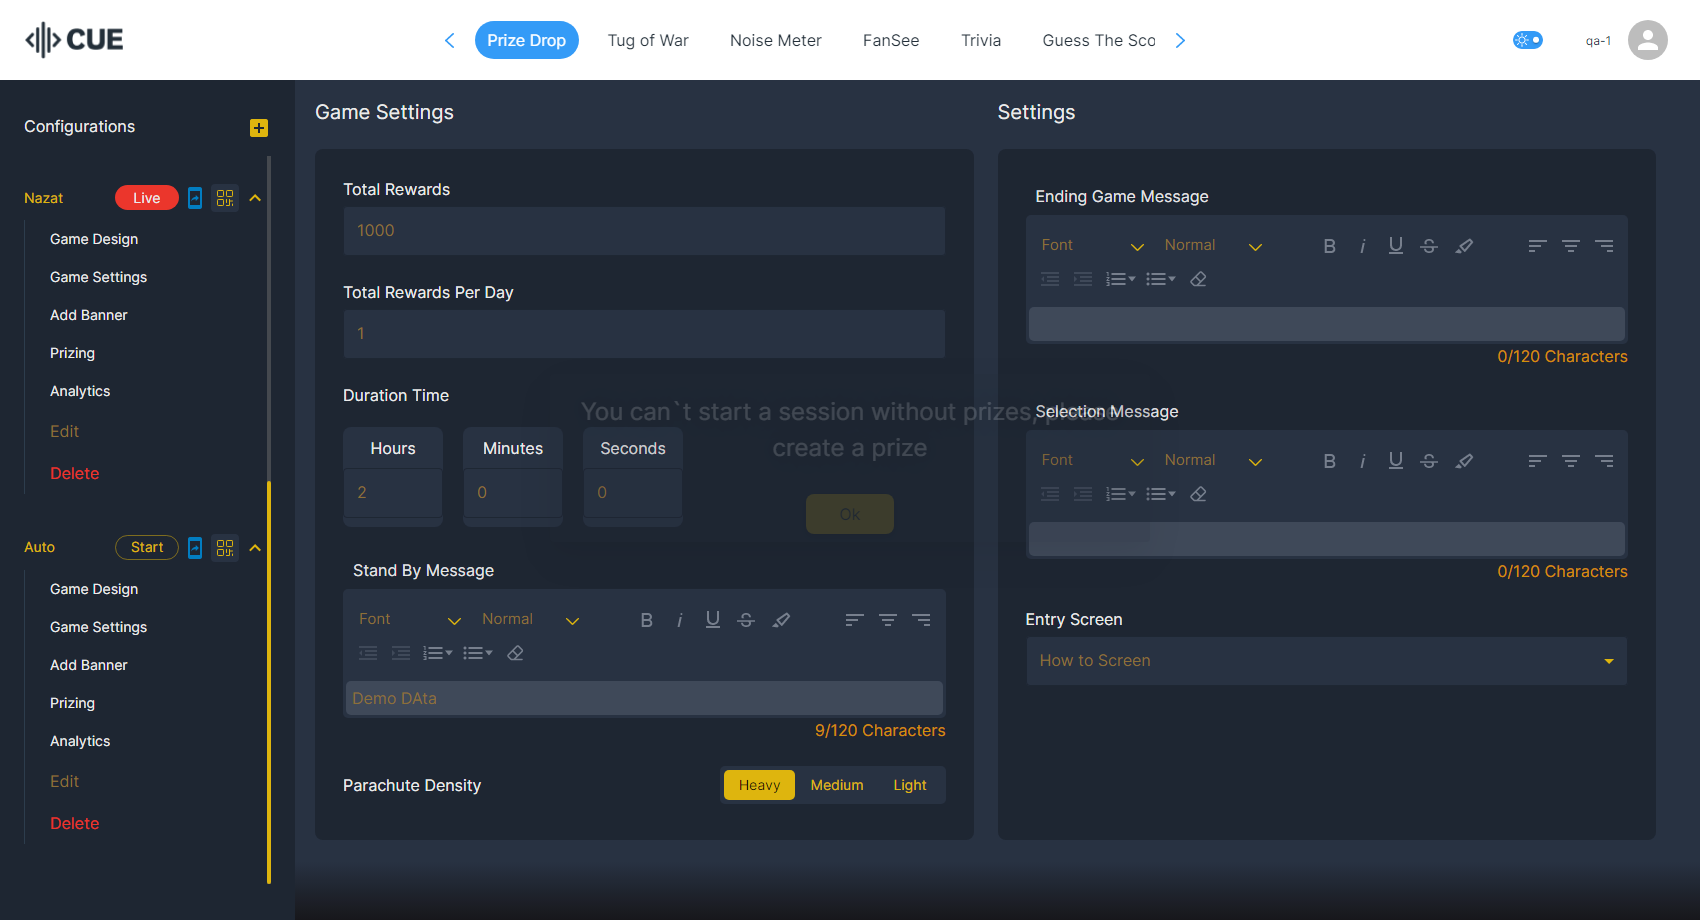 CUE
Prize Drop
Tug of War
Noise Meter
FanSee
Trivia
Guess The Sco
qa-1
Configurations
Nazat
Live
Game Design
Game Settings
Add Banner
Prizing
Analytics
Edit
Delete
Auto
Start
Game Design
Game Settings
Add Banner
Prizing
Analytics
Edit
Delete
Game Settings
Total Rewards
1000
Total Rewards Per Day
1
Duration Time
Hours
Minutes
Seconds
2
0
0
You can`t start a session without prizes, please
create a prize
Ok
Stand By Message
Font
Normal
Demo DAta
9/120 Characters
Parachute Density
Heavy
Medium
Light
Settings
Ending Game Message
Font
Normal
0/120 Characters
Selection Message
Font
Normal
0/120 Characters
Entry Screen
How to Screen